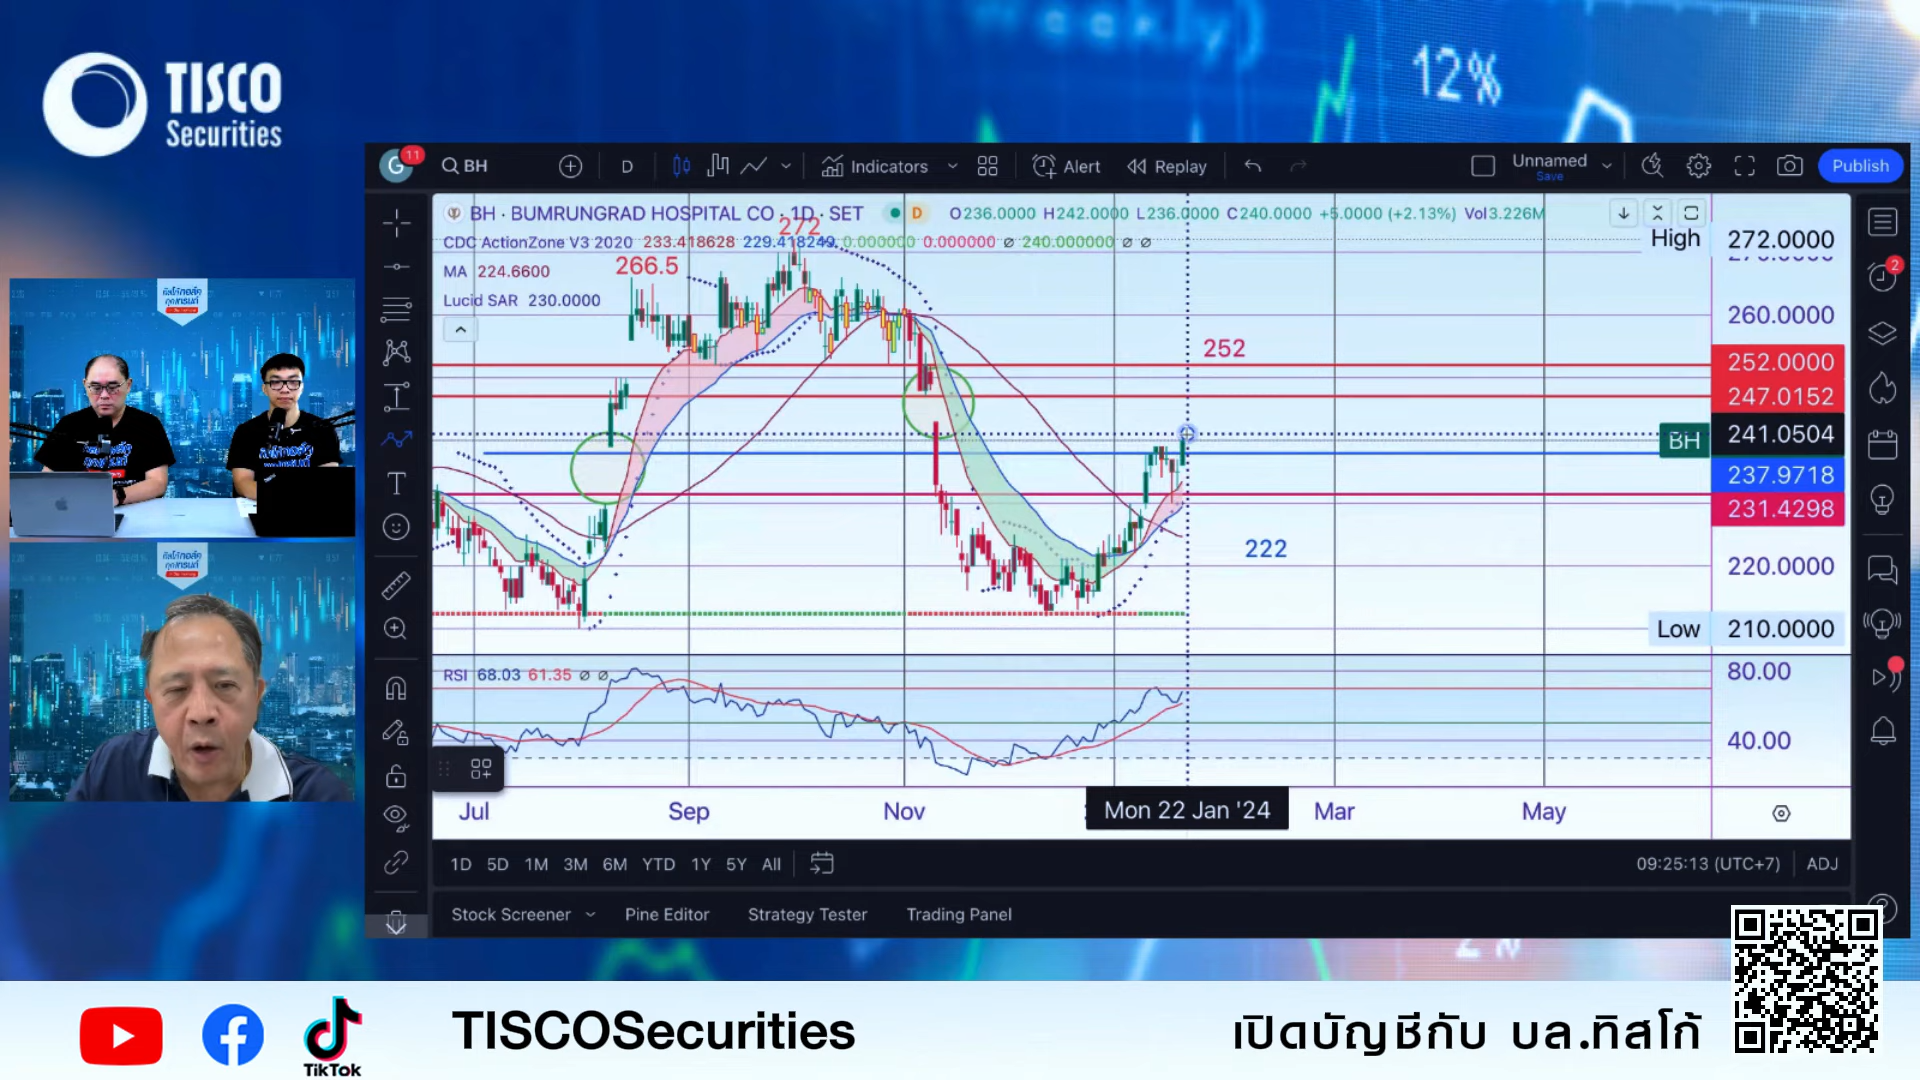 TISCO
Securities
12%
G
11
BH
D
Indicators
Alert
Replay
Unnamed
Save
Publish
BH · BUMRUNGRAD HOSPITAL CO · 1D · SET
D
O236.0000 H242.0000 L236.0000 C240.0000 +5.0000 (+2.13%) Vol3.226M
CDC ActionZone V3 2020 233.418628 229.418249 0.000000 0.000000 ∅ 240.000000 ∅ ∅
MA 224.6600
Lucid SAR 230.0000
272
266.5
252
222
High 272.0000
260.0000
252.0000
247.0152
BH 241.0504
237.9718
231.4298
220.0000
Low 210.0000
RSI 68.03 61.35 ∅ ∅
80.00
40.00
Jul
Sep
Nov
Mon 22 Jan '24
Mar
May
1D 5D 1M 3M 6M YTD 1Y 5Y All
09:25:13 (UTC+7)
ADJ
Stock Screener
Pine Editor
Strategy Tester
Trading Panel
2
2%
TikTok
TISCOSecurities
เปิดบัญชีกับ บล.ทิสโก้